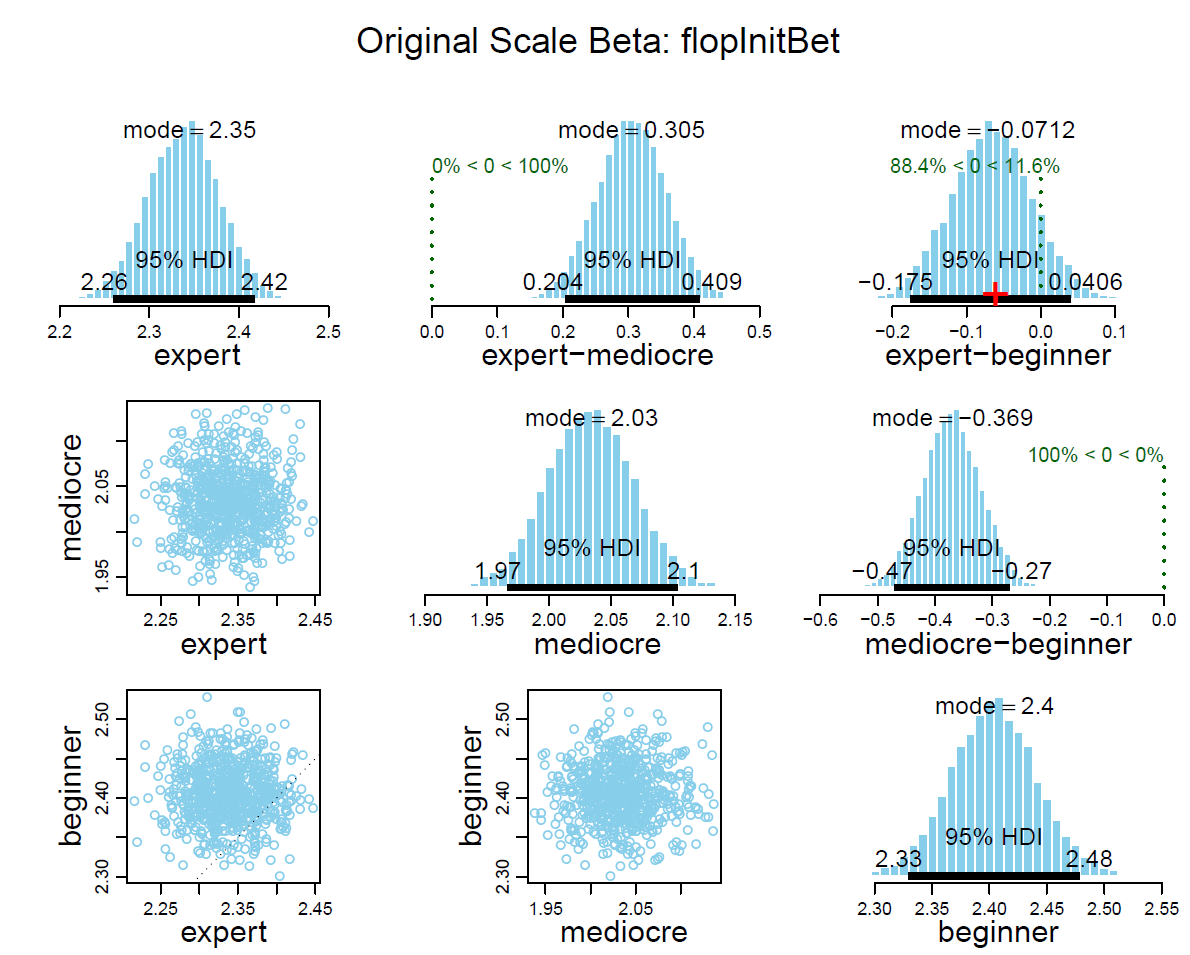 Original Scale Beta: flopInitBet
mode = 2.35
95% HDI
2.26 2.42
2.2 2.3 2.4 2.5
expert
mode = 0.305
0% < 0 < 100%
95% HDI
0.204 0.409
0.0 0.1 0.2 0.3 0.4 0.5
expert−mediocre
mode = −0.0712
88.4% < 0 < 11.6%
95% HDI
−0.175 0.0406
−0.2 −0.1 0.0 0.1
expert−beginner
mediocre
1.95 2.05
2.25 2.35 2.45
expert
mode = 2.03
95% HDI
1.97 2.1
1.90 1.95 2.00 2.05 2.10 2.15
mediocre
mode = −0.369
100% < 0 < 0%
95% HDI
−0.47 −0.27
−0.6 −0.5 −0.4 −0.3 −0.2 −0.1 0.0
mediocre−beginner
beginner
2.30 2.40 2.50
2.25 2.35 2.45
expert
beginner
2.30 2.40 2.50
1.95 2.05
mediocre
mode = 2.4
95% HDI
2.33 2.48
2.30 2.35 2.40 2.45 2.50 2.55
beginner